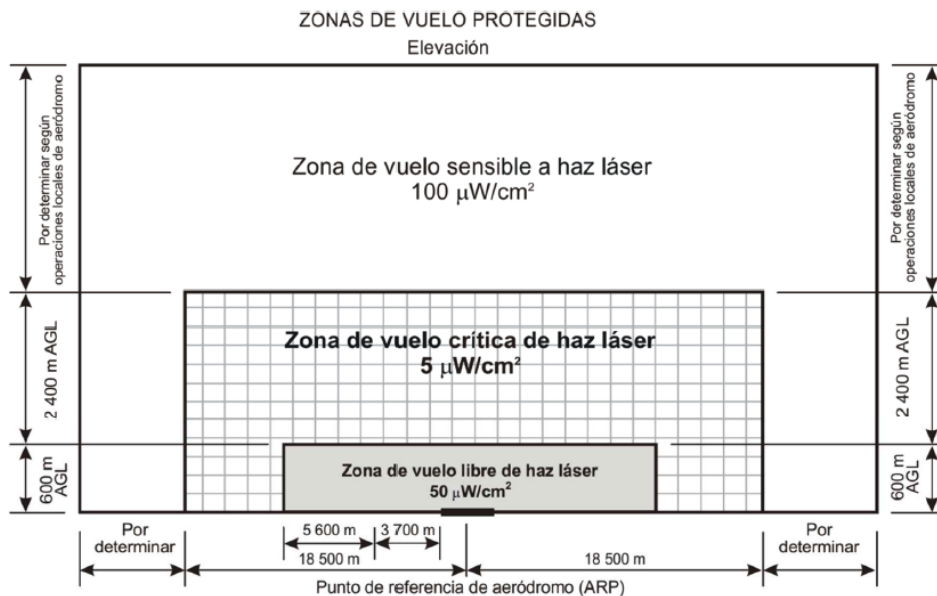 ZONAS DE VUELO PROTEGIDAS
Elevación
Por determinar según
operaciones locales de aeródromo
Zona de vuelo sensible a haz láser
100 μW/cm²
Por determinar según
operaciones locales de aeródromo
2 400 m AGL
Zona de vuelo crítica de haz láser
5 μW/cm²
2 400 m AGL
600 m
AGL
Zona de vuelo libre de haz láser
50 μW/cm²
600 m
AGL
Por
determinar
5 600 m
3 700 m
18 500 m
18 500 m
Por
determinar
Punto de referencia de aeródromo (ARP)